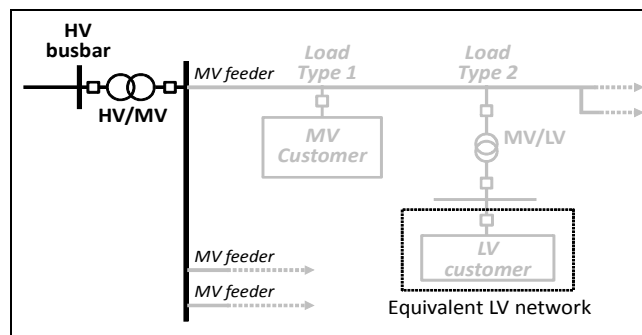 HV
busbar
HV/MV
MV feeder
Load
Type 1
Load
Type 2
MV
Customer
MV/LV
LV
customer
MV feeder
MV feeder
Equivalent LV network